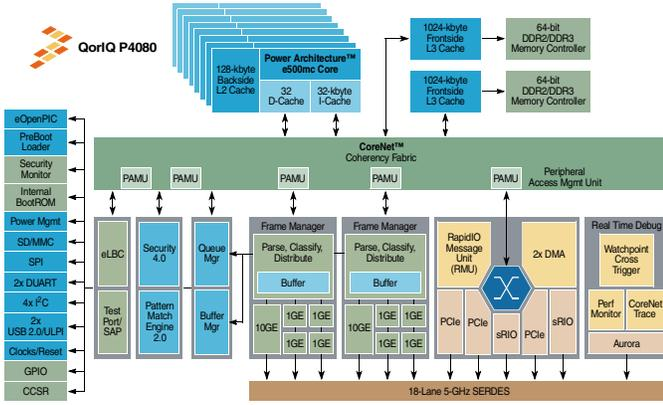 QorIQ P4080
128-kbyte
Backside
L2 Cache
Power Architecture™
e500mc Core
32
D-Cache
32-kbyte
I-Cache
1024-kbyte
Frontside
L3 Cache
64-bit
DDR2/DDR3
Memory Controller
1024-kbyte
Frontside
L3 Cache
64-bit
DDR2/DDR3
Memory Controller
eOpenPIC
PreBoot
Loader
Security
Monitor
Internal
BootROM
Power Mgmt
SD/MMC
SPI
2x DUART
4x I²C
2x
USB 2.0/ULPI
Clocks/Reset
GPIO
CCSR
CoreNet™
Coherency Fabric
PAMU
PAMU
PAMU
PAMU
PAMU
Peripheral
Access Mgmt Unit
eLBC
Test
Port/
SAP
Security
4.0
Pattern
Match
Engine
2.0
Queue
Mgr
Buffer
Mgr
Frame Manager
Parse, Classify,
Distribute
Buffer
10GE
1GE
1GE
1GE
1GE
Frame Manager
Parse, Classify,
Distribute
Buffer
10GE
1GE
1GE
1GE
1GE
RapidIO
Message
Unit
(RMU)
2x DMA
PCIe
PCIe
sRIO
PCIe
sRIO
Real Time Debug
Watchpoint
Cross
Trigger
Perf
Monitor
CoreNet
Trace
Aurora
18-Lane 5-GHz SERDES